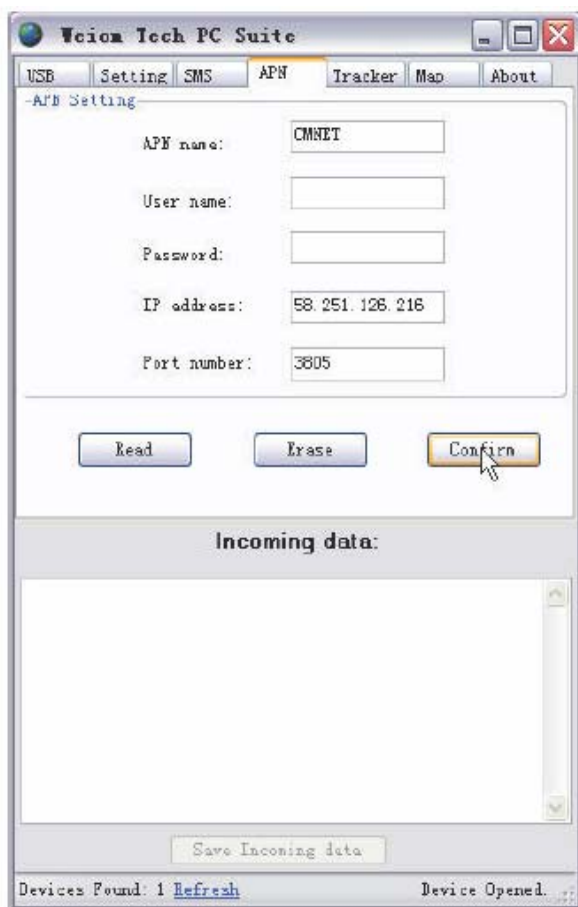 Weiom Tech PC Suite
USB Setting SMS APN Tracker Map About
APN Setting
APN name: CMNET
User name:
Password:
IP address: 58.251.126.216
Port number: 3805
Read Erase Confirm
Incoming data:
Save Incoming data
Devices Found: 1 Refresh Device Opened.